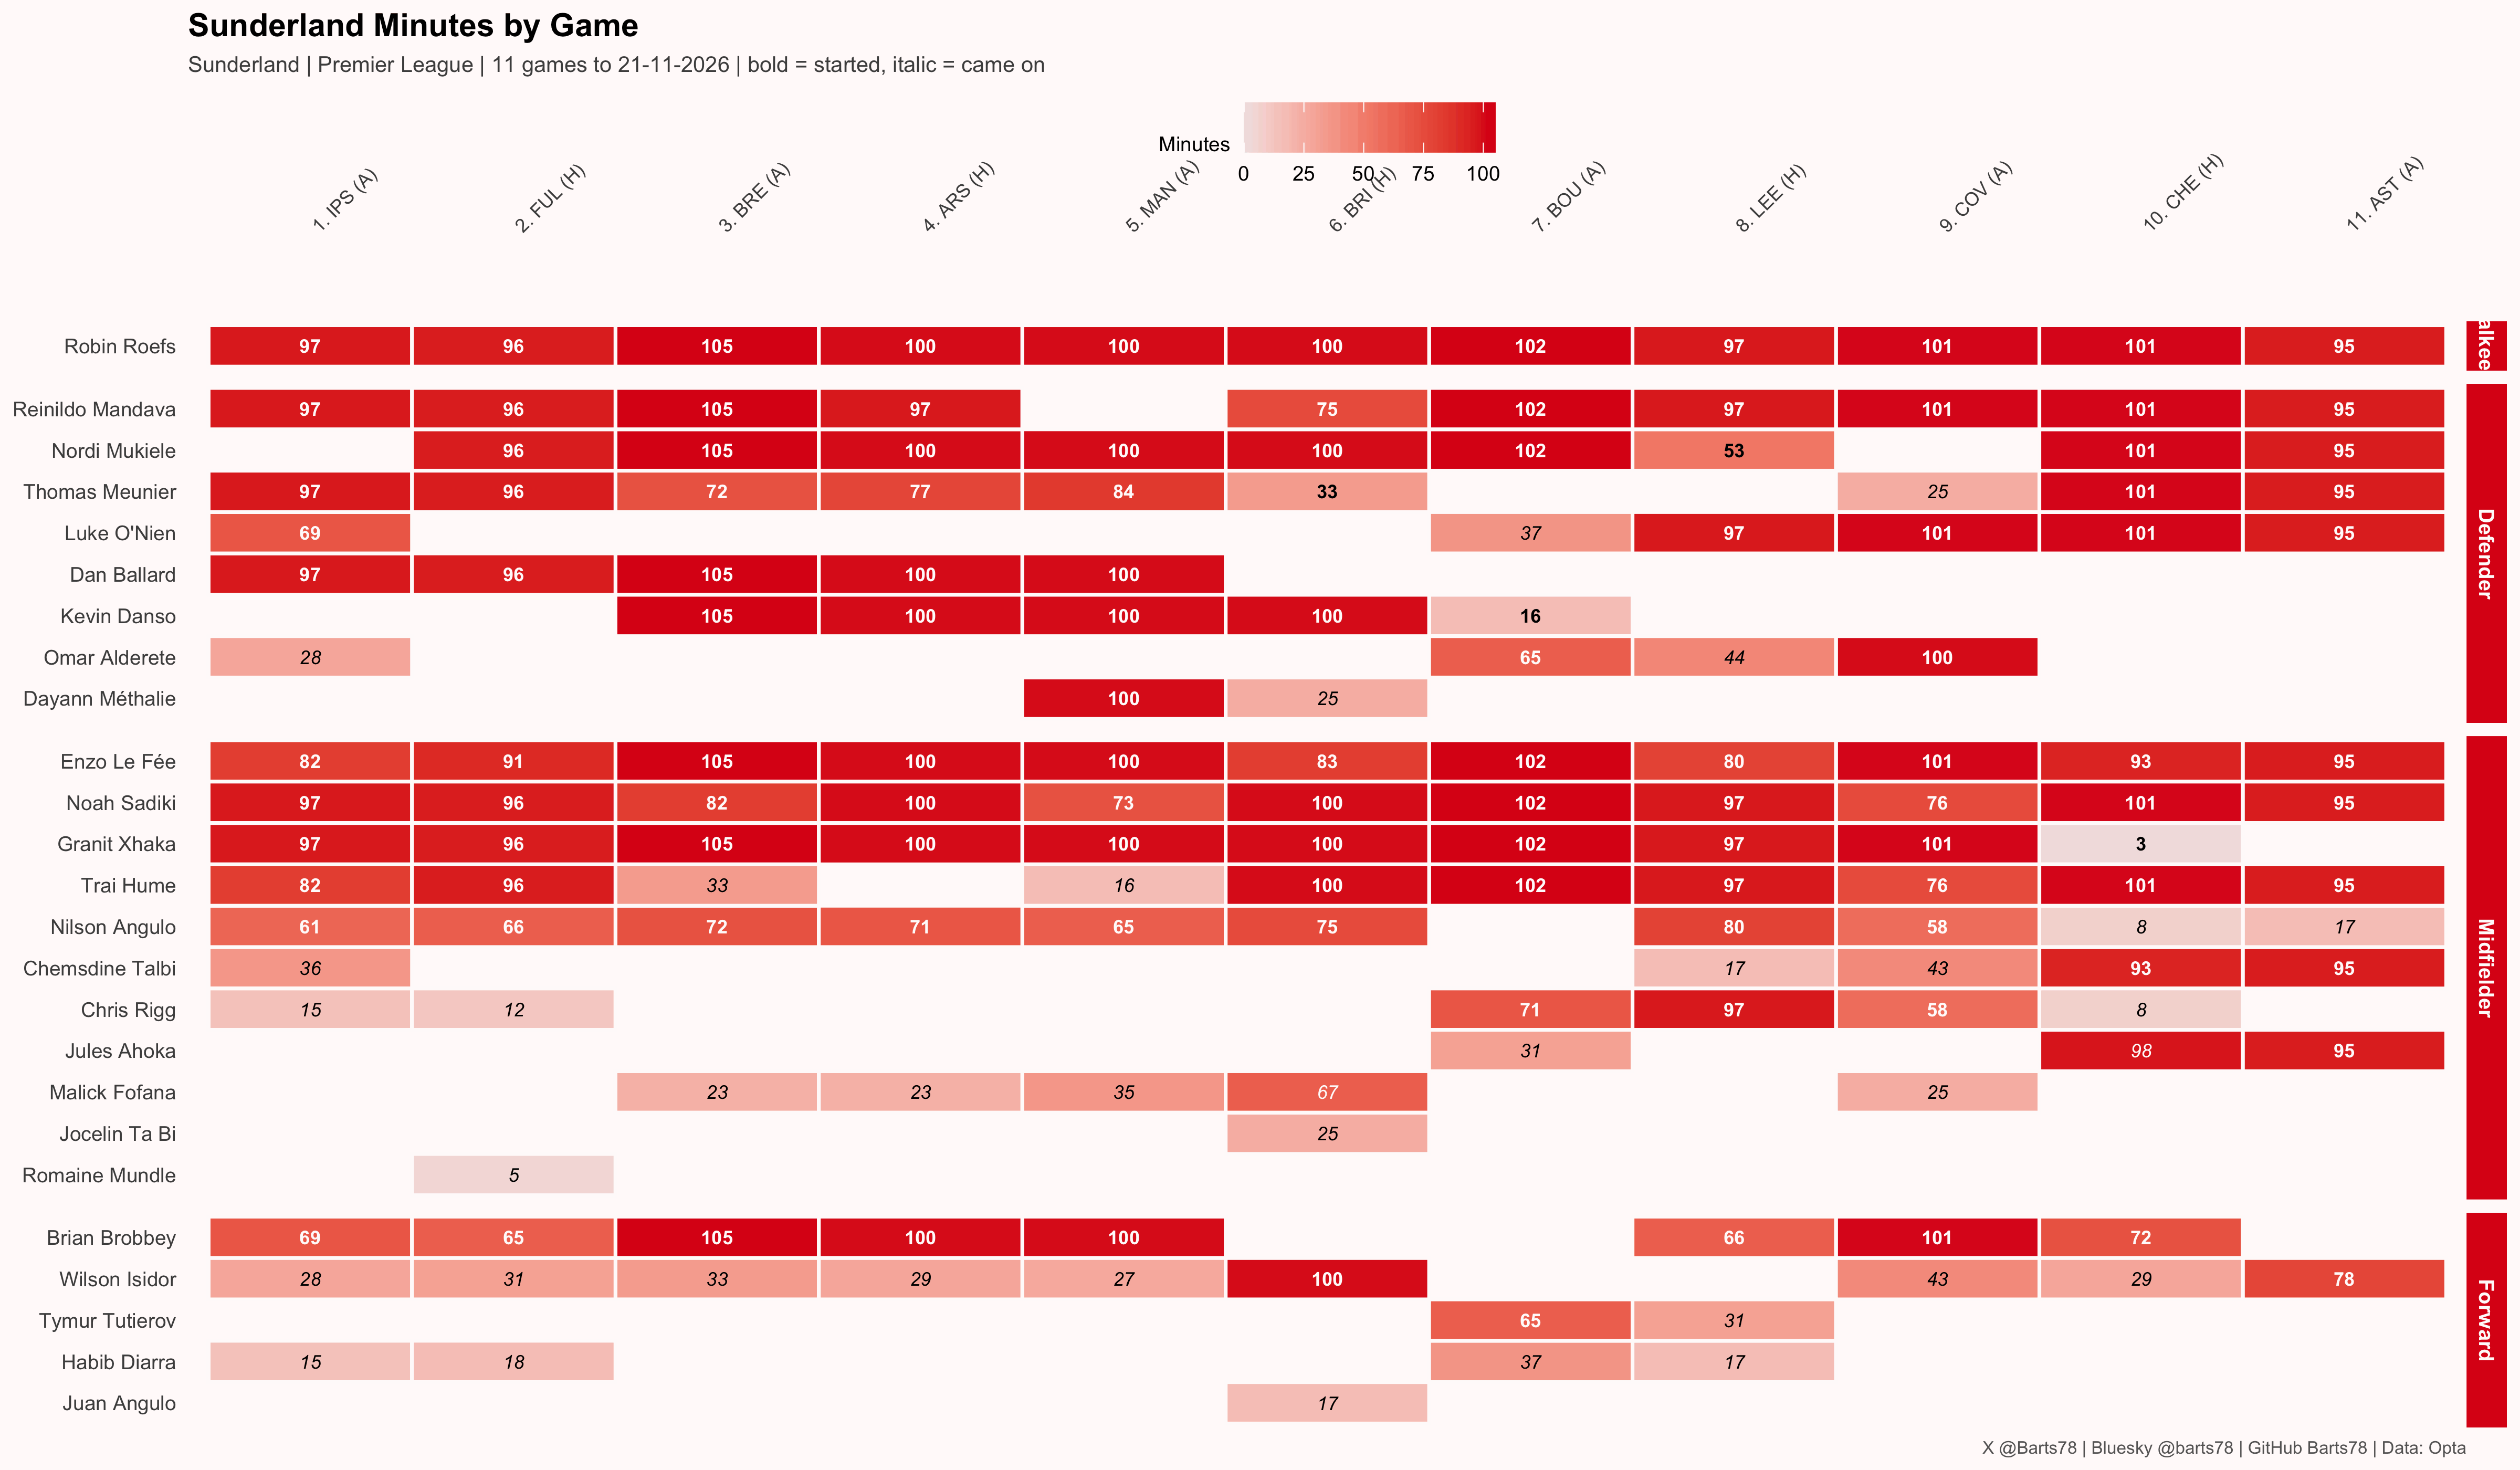 Sunderland Minutes by Game
Sunderland | Premier League | 11 games to 21-11-2026 | bold = started, italic = came on
Minutes
0 25 50 75 100
1. IPS (A) 2. FUL (H) 3. BRE (A) 4. ARS (H) 5. MAN (A) 6. BRI (H) 7. BOU (A) 8. LEE (H) 9. COV (A) 10. CHE (H) 11. AST (A)
Robin Roefs 97 96 105 100 100 100 102 97 101 101 95
alkee
Reinildo Mandava 97 96 105 97 75 102 97 101 101 95
Nordi Mukiele 96 105 100 100 100 102 53 101 95
Thomas Meunier 97 96 72 77 84 33 25 101 95
Luke O'Nien 69 37 97 101 101 95
Dan Ballard 97 96 105 100 100
Kevin Danso 105 100 100 100 16
Omar Alderete 28 65 44 100
Dayann Méthalie 100 25
Defender
Enzo Le Fée 82 91 105 100 100 83 102 80 101 93 95
Noah Sadiki 97 96 82 100 73 100 102 97 76 101 95
Granit Xhaka 97 96 105 100 100 100 102 97 101 3
Trai Hume 82 96 33 16 100 102 97 76 101 95
Nilson Angulo 61 66 72 71 65 75 80 58 8 17
Chemsdine Talbi 36 17 43 93 95
Chris Rigg 15 12 71 97 58 8
Jules Ahoka 31 98 95
Malick Fofana 23 23 35 67 25
Jocelin Ta Bi 25
Romaine Mundle 5
Midfielder
Brian Brobbey 69 65 105 100 100 66 101 72
Wilson Isidor 28 31 33 29 27 100 43 29 78
Tymur Tutierov 65 31
Habib Diarra 15 18 37 17
Juan Angulo 17
Forward
X @Barts78 | Bluesky @barts78 | GitHub Barts78 | Data: Opta